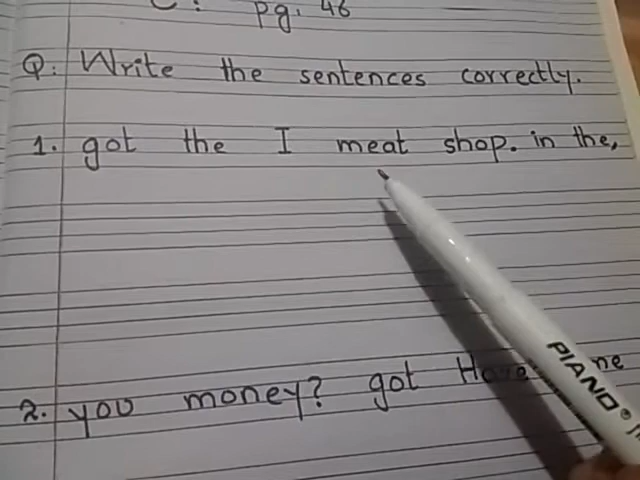 pg. 46
Q. Write the sentences correctly.
1. got the I meat shop. in the,
2. you money? got Have
PIANO